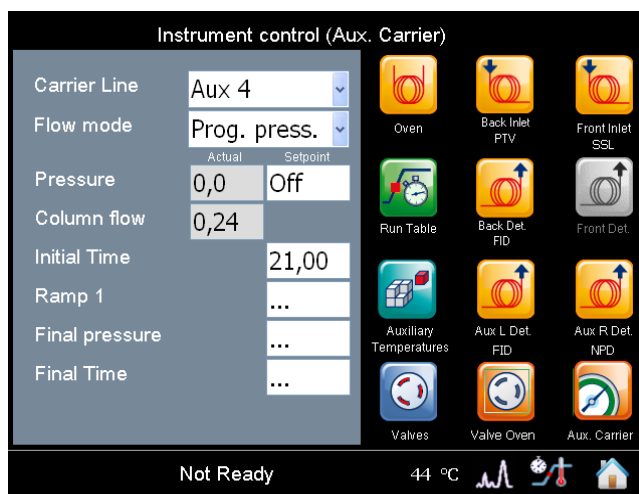 Instrument control (Aux. Carrier)
Carrier Line Aux 4
Flow mode Prog. press.
Actual Setpoint
Pressure 0,0 Off
Column flow 0,24
Initial Time 21,00
Ramp 1 ...
Final pressure ...
Final Time ...
Oven
Back Inlet
PTV
Front Inlet
SSL
Run Table
Back Det.
FID
Front Det.
Auxiliary
Temperatures
Aux L Det.
FID
Aux R Det.
NPD
Valves
Valve Oven
Aux. Carrier
Not Ready
44 ºC